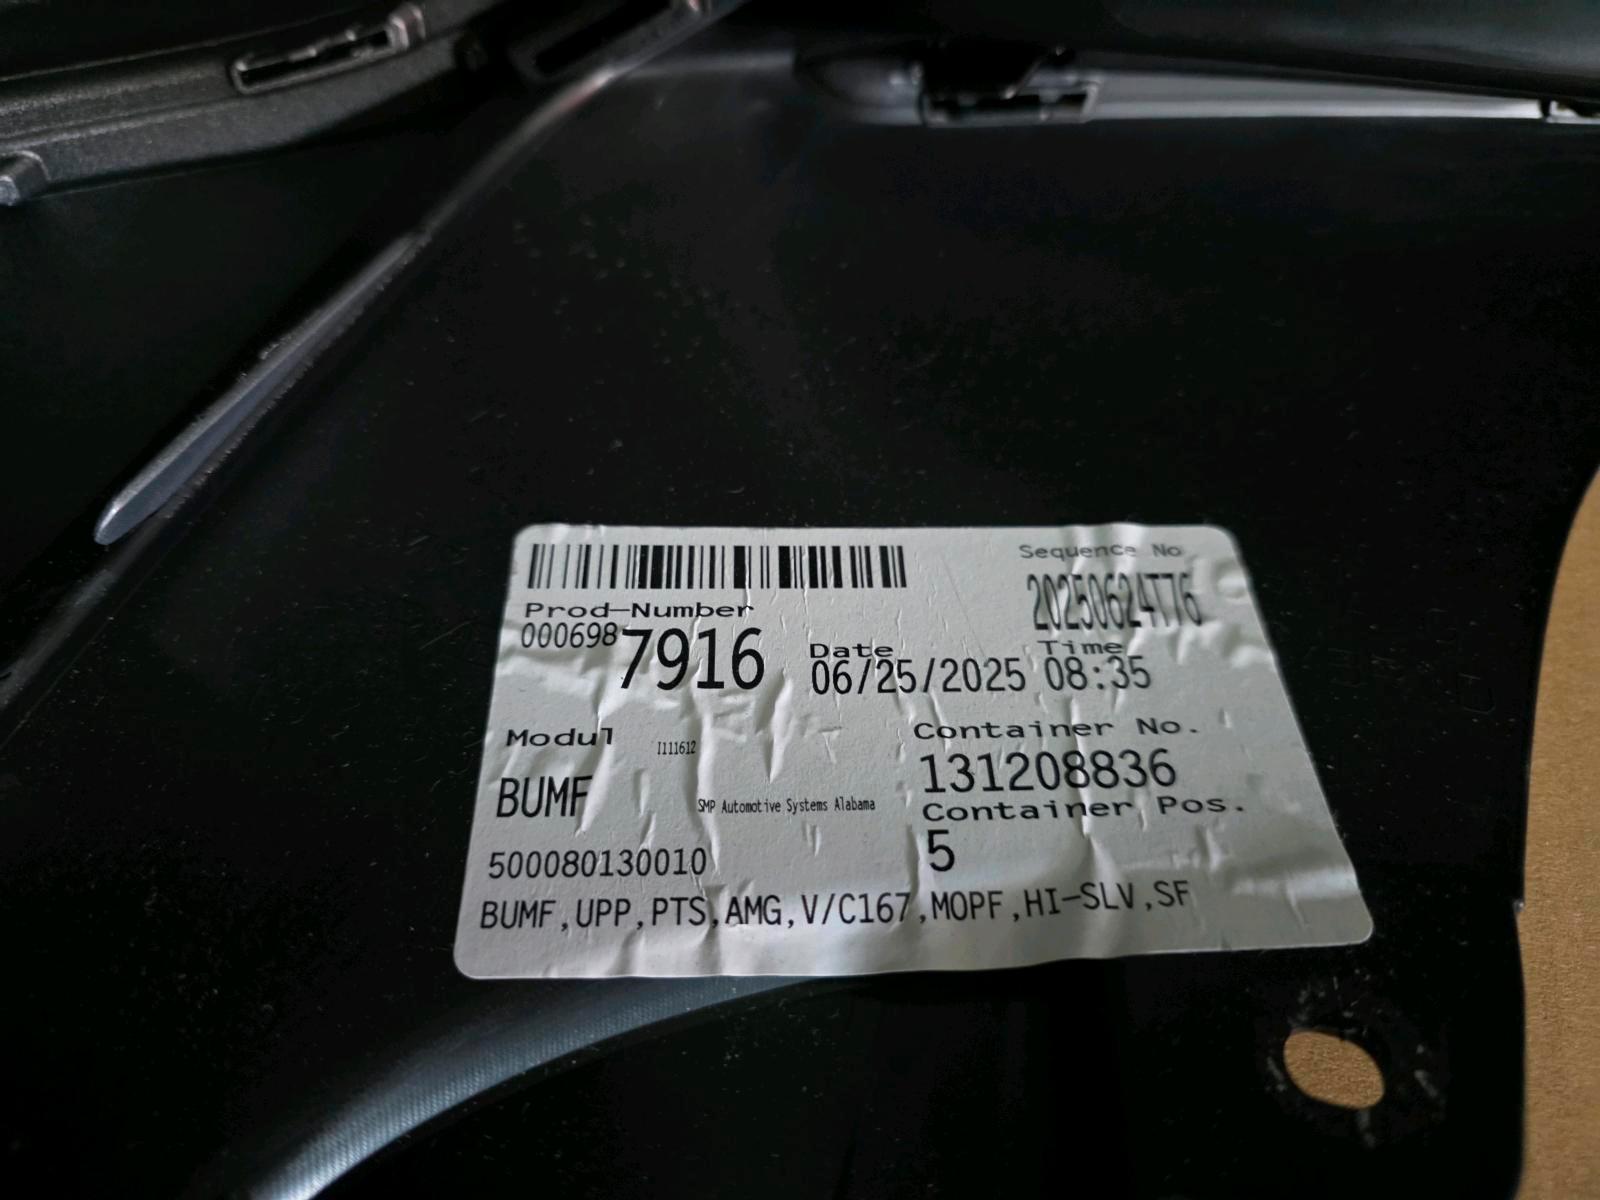 Sequence No
20250624T76
Prod-Number
0006987916
Date
06/25/2025
Time
08:35
Modul
I111612
BUMF
SMP Automotive Systems Alabama
Container No.
131208836
Container Pos.
5
500080130010
BUMF,UPP,PTS,AMG,V/C167,MOPF,HI-SLV,SF